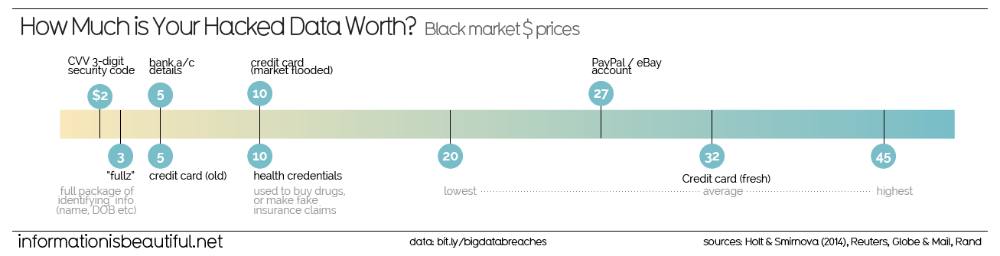 How Much is Your Hacked Data Worth? Black market $ prices
CVV 3-digit
security code
bank a/c
details
credit card
(market flooded)
PayPal / eBay
account
$2
5
10
27
3
5
10
20
32
45
"fullz"
credit card (old)
health credentials
Credit card (fresh)
full package of
identifying info
(name, DOB etc)
used to buy drugs,
or make fake
insurance claims
lowest
average
highest
informationisbeautiful.net
data: bit.ly/bigdatabreaches
sources: Holt & Smirnova (2014), Reuters, Globe & Mail, Rand